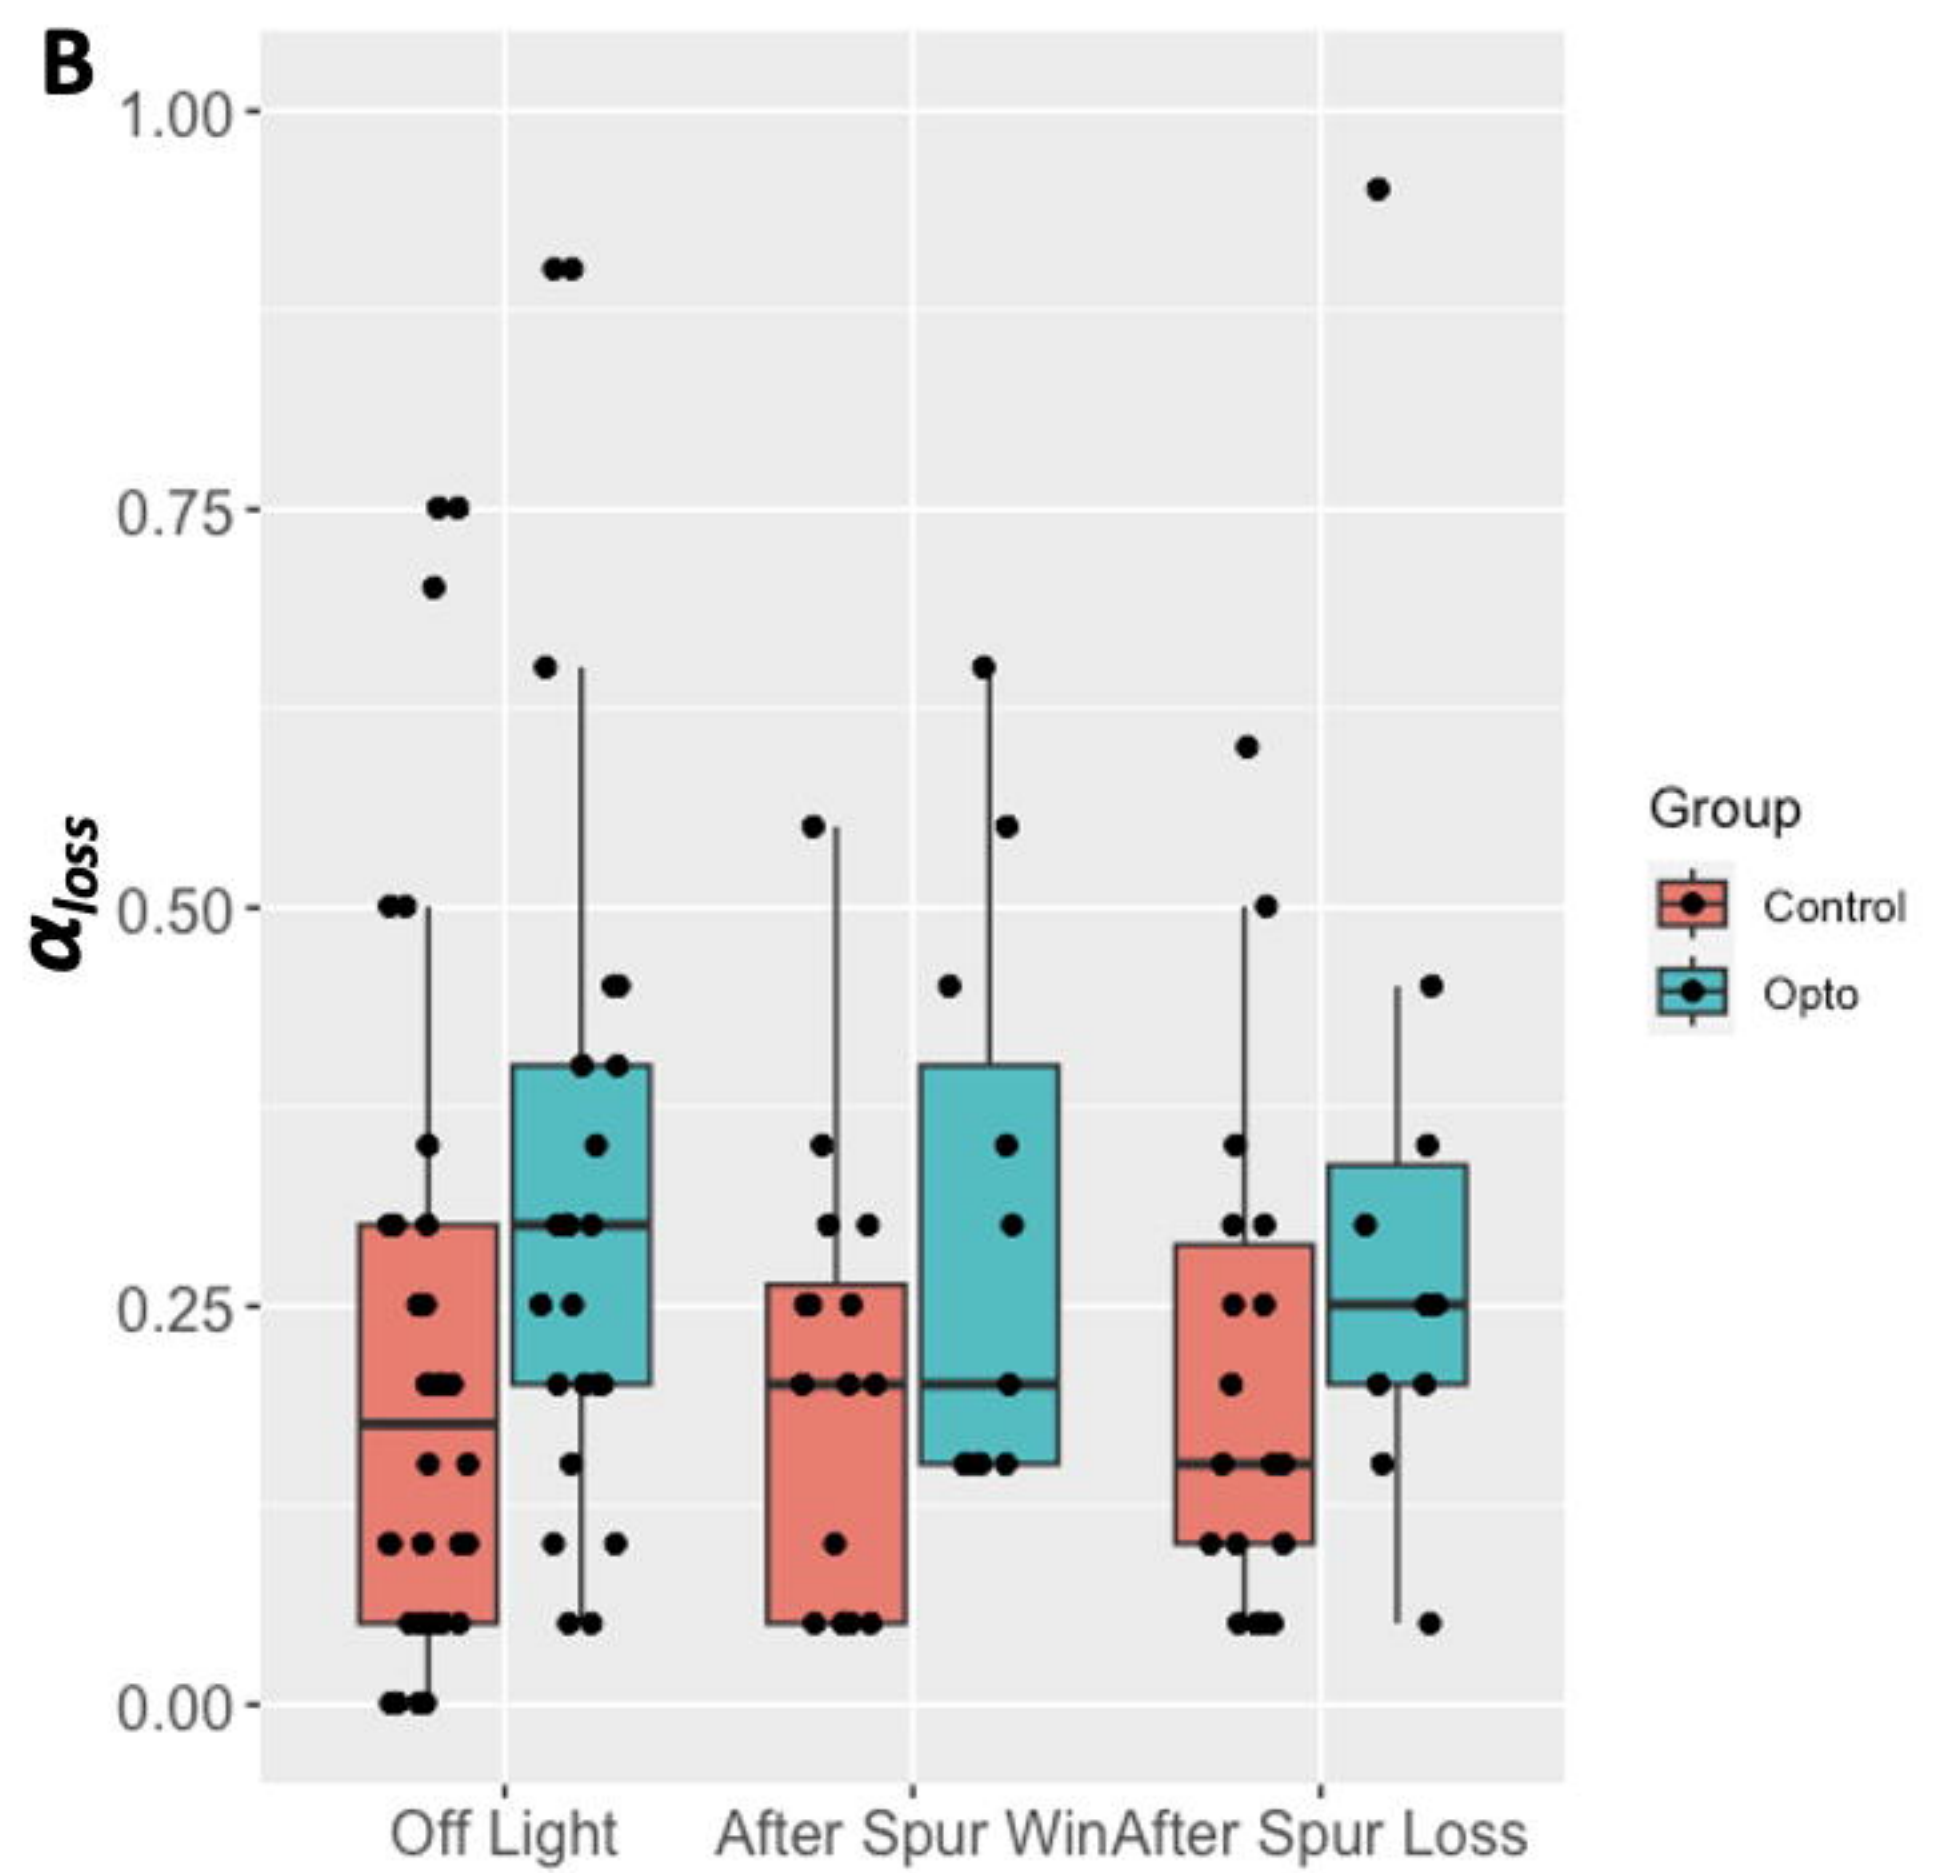 B
1.00
0.75
0.50
0.25
0.00
αloss
Off Light
After Spur Win
After Spur Loss
Group
Control
Opto